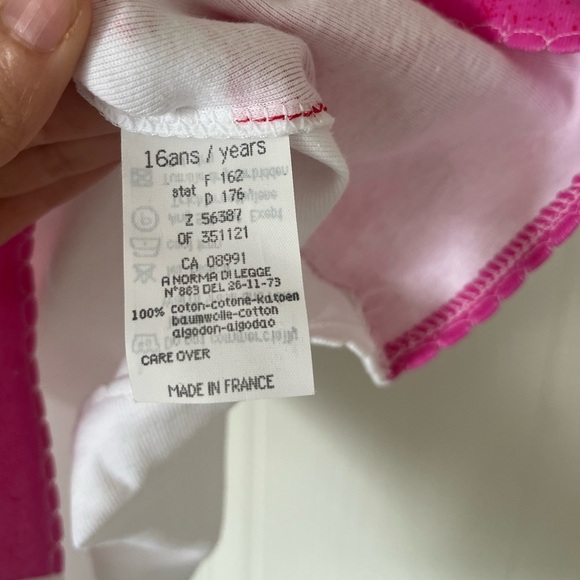 16ans / years
stat F 162
D 176
Z 56387
OF 351121
CA 08991
A NORMA DI LEGGE
N°883 DEL 26-11-73
100% coton-cotone-katoen
baumwolle-cotton
algodon-algodao
CARE OVER
MADE IN FRANCE